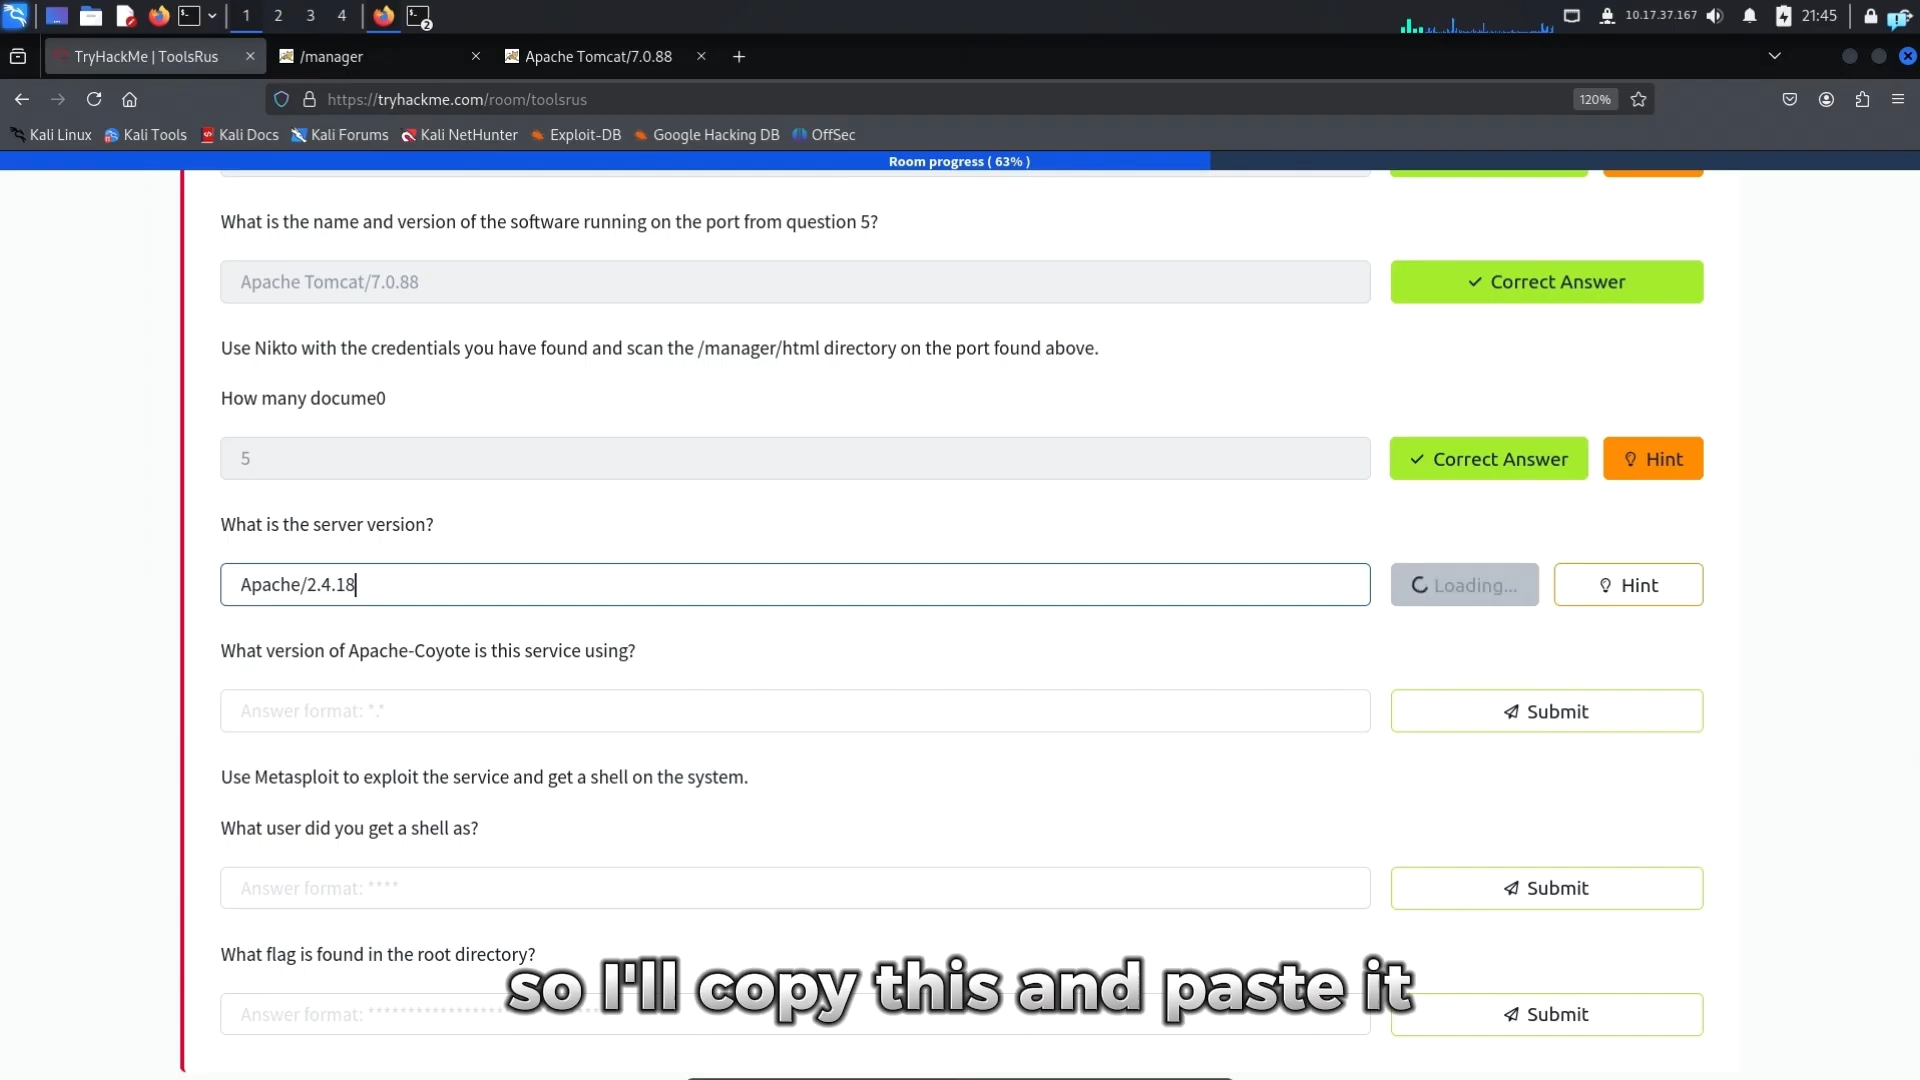 1 2 3 4 2 10.17.37.167 21:45
TryHackMe | ToolsRus /manager Apache Tomcat/7.0.88
https://tryhackme.com/room/toolsrus 120%
Kali Linux Kali Tools Kali Docs Kali Forums Kali NetHunter Exploit-DB Google Hacking DB OffSec
Room progress ( 63% )
What is the name and version of the software running on the port from question 5?
Apache Tomcat/7.0.88 Correct Answer
Use Nikto with the credentials you have found and scan the /manager/html directory on the port found above.
How many docume0
5 Correct Answer Hint
What is the server version?
Apache/2.4.18 Loading... Hint
What version of Apache-Coyote is this service using?
Answer format: *.* Submit
Use Metasploit to exploit the service and get a shell on the system.
What user did you get a shell as?
Answer format: **** Submit
What flag is found in the root directory?
so I'll copy this and paste it
Answer format: Submit